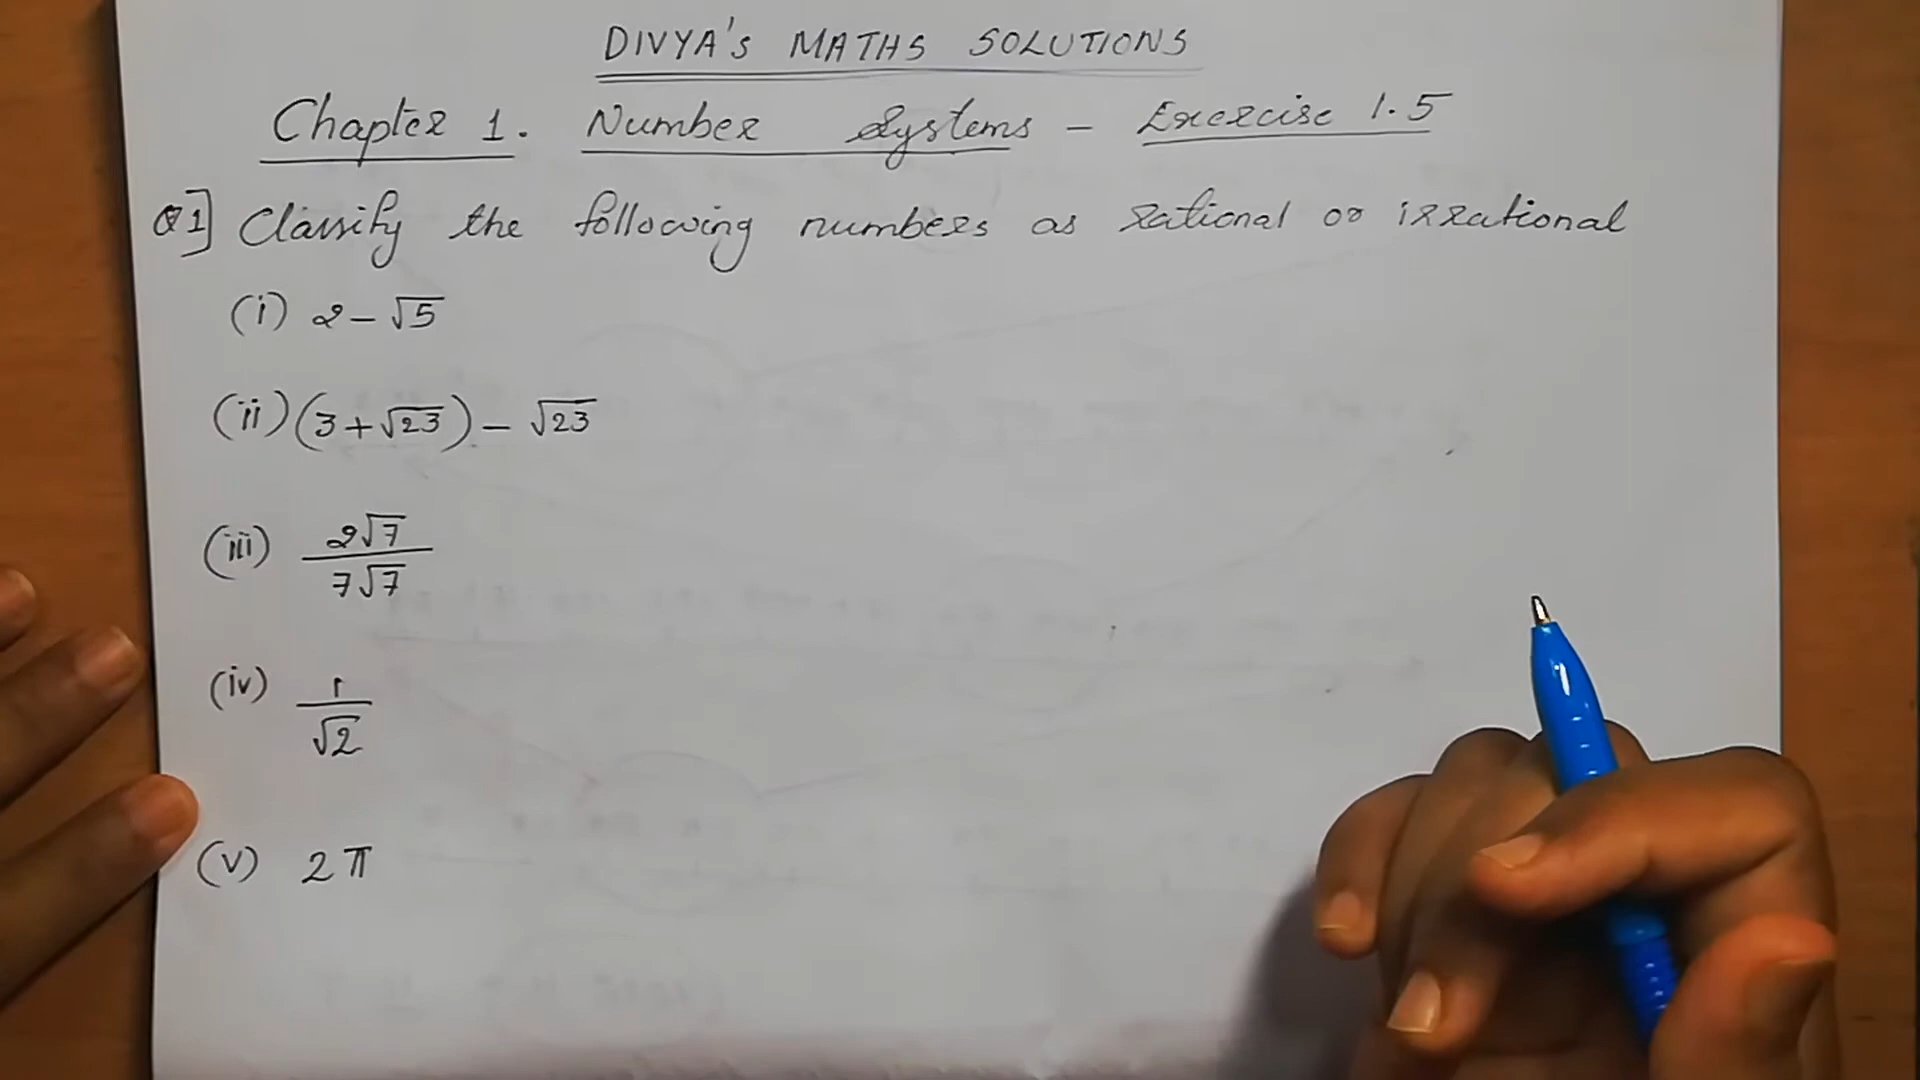 DIVYA's MATHS SOLUTIONS
Chapter 1. Number Systems - Exercise 1.5
Q1] Classify the following numbers as rational or irrational
(i) 2 - √5
(ii) (3 + √23) - √23
(iii) 2√7 / 7√7
(iv) 1 / √2
(v) 2π